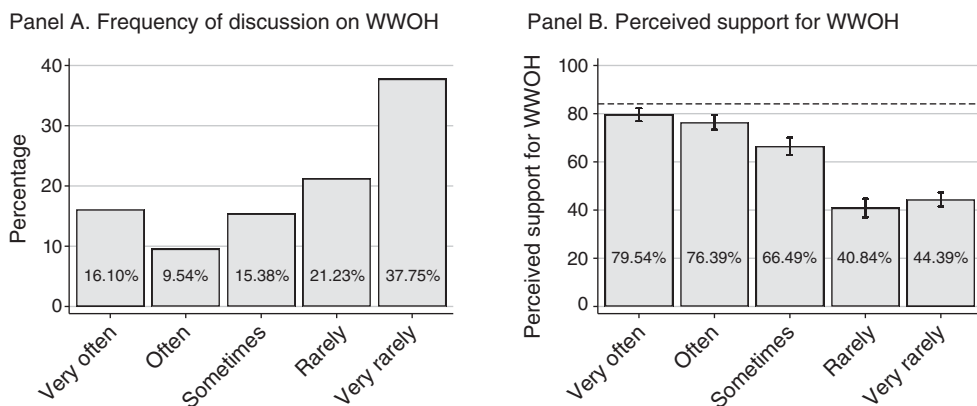 Panel A. Frequency of discussion on WWOH
Percentage
40
30
20
10
0
16.10%
9.54%
15.38%
21.23%
37.75%
Very often
Often
Sometimes
Rarely
Very rarely
Panel B. Perceived support for WWOH
Perceived support for WWOH
100
80
60
40
20
0
79.54%
76.39%
66.49%
40.84%
44.39%
Very often
Often
Sometimes
Rarely
Very rarely